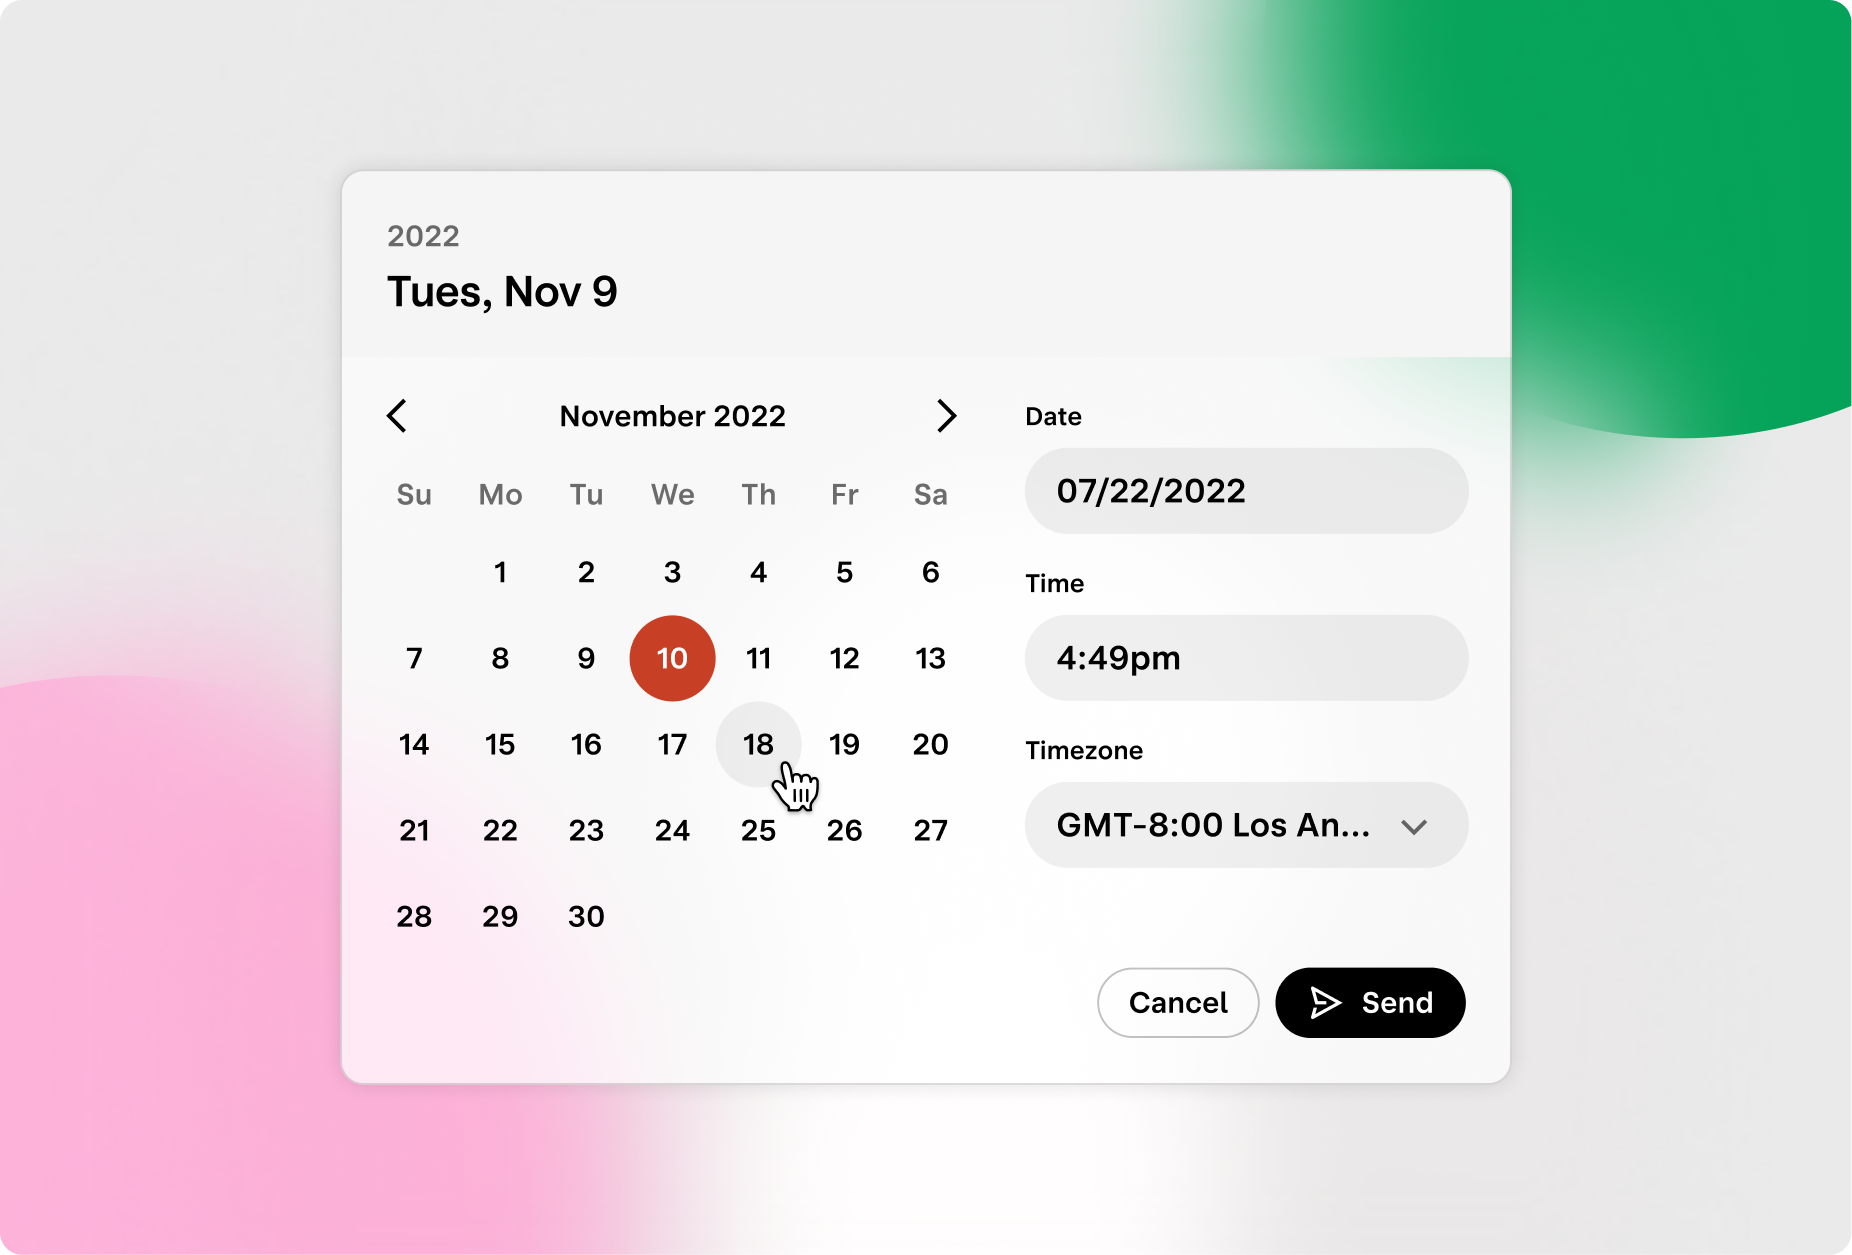 2022
Tues, Nov 9
November 2022
Su Mo Tu We Th Fr Sa
1 2 3 4 5 6
7 8 9 10 11 12 13
14 15 16 17 18 19 20
21 22 23 24 25 26 27
28 29 30
Date
07/22/2022
Time
4:49pm
Timezone
GMT-8:00 Los An...
Cancel
Send